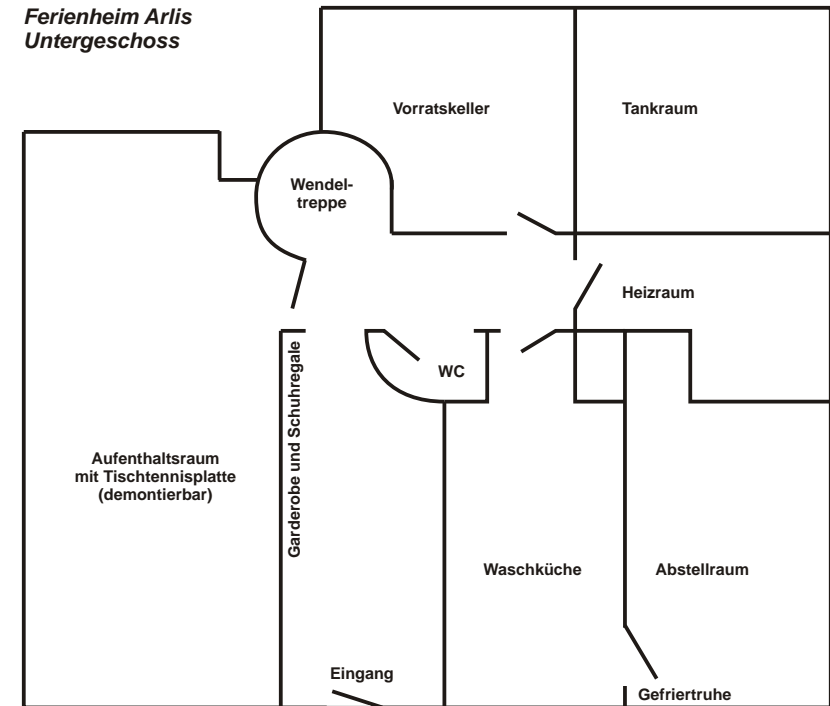 Ferienheim Arlis
Untergeschoss
Vorratskeller
Tankraum
Wendel-
treppe
Heizraum
WC
Garderobe und Schuhregale
Aufenthaltsraum
mit Tischtennisplatte
(demontierbar)
Waschküche
Abstellraum
Eingang
Gefriertruhe